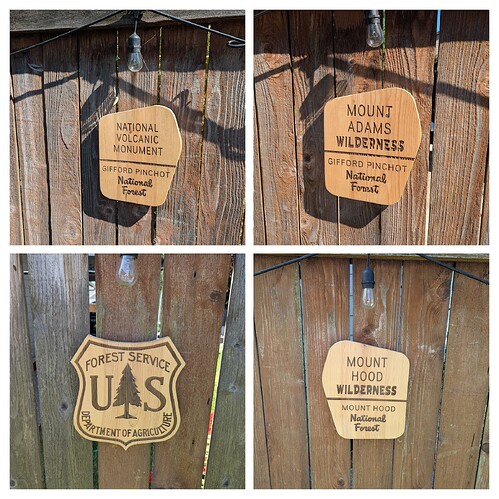 NATIONAL
VOLCANIC
MONUMENT
GIFFORD PINCHOT
National
Forest
MOUNT
ADAMS
WILDERNESS
GIFFORD PINCHOT
National
Forest
FOREST SERVICE
U S
DEPARTMENT OF AGRICULTURE
MOUNT
HOOD
WILDERNESS
MOUNT HOOD
National
Forest